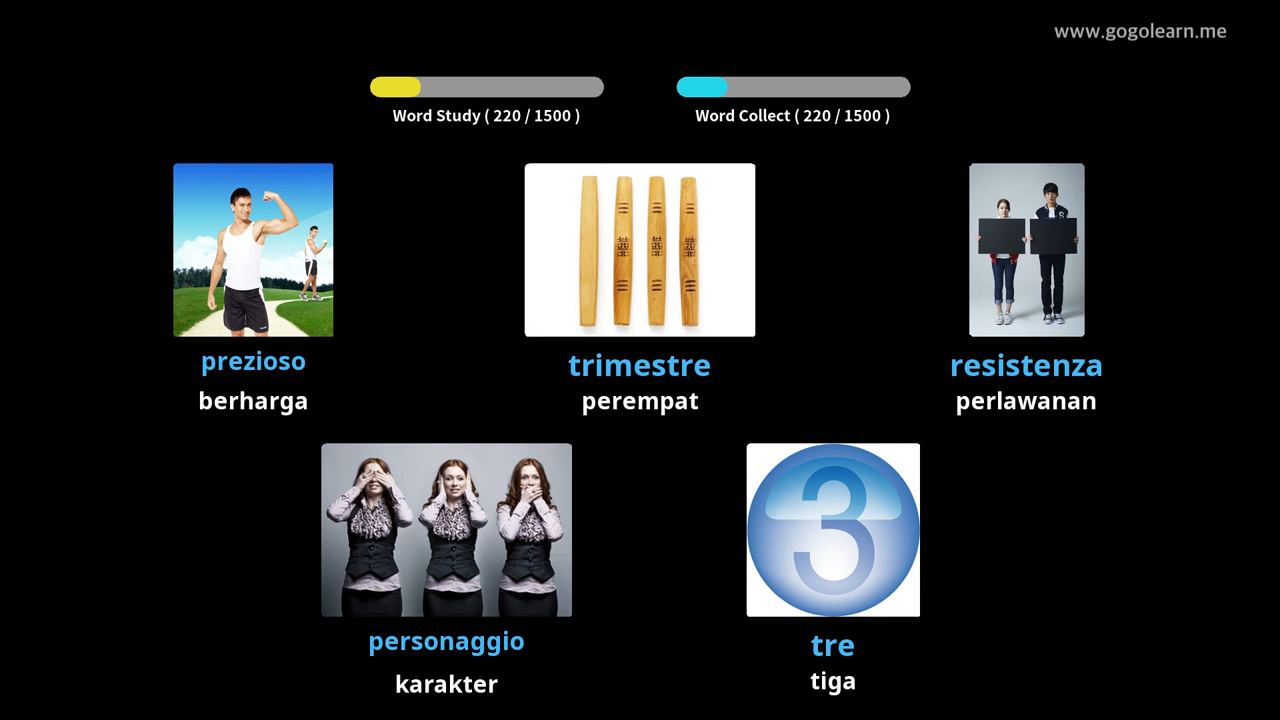 www.gogolearn.me
Word Study ( 220 / 1500 )
Word Collect ( 220 / 1500 )
prezioso
berharga
trimestre
perempat
resistenza
perlawanan
3
personaggio
karakter
tre
tiga